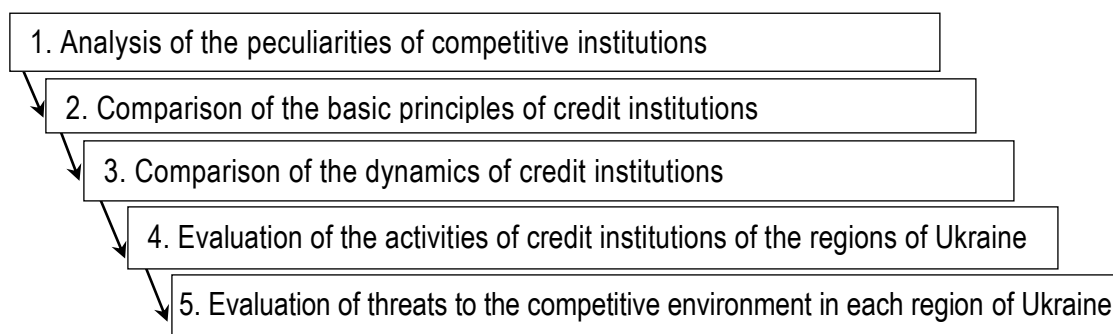 1. Analysis of the peculiarities of competitive institutions
2. Comparison of the basic principles of credit institutions
3. Comparison of the dynamics of credit institutions
4. Evaluation of the activities of credit institutions of the regions of Ukraine
5. Evaluation of threats to the competitive environment in each region of Ukraine